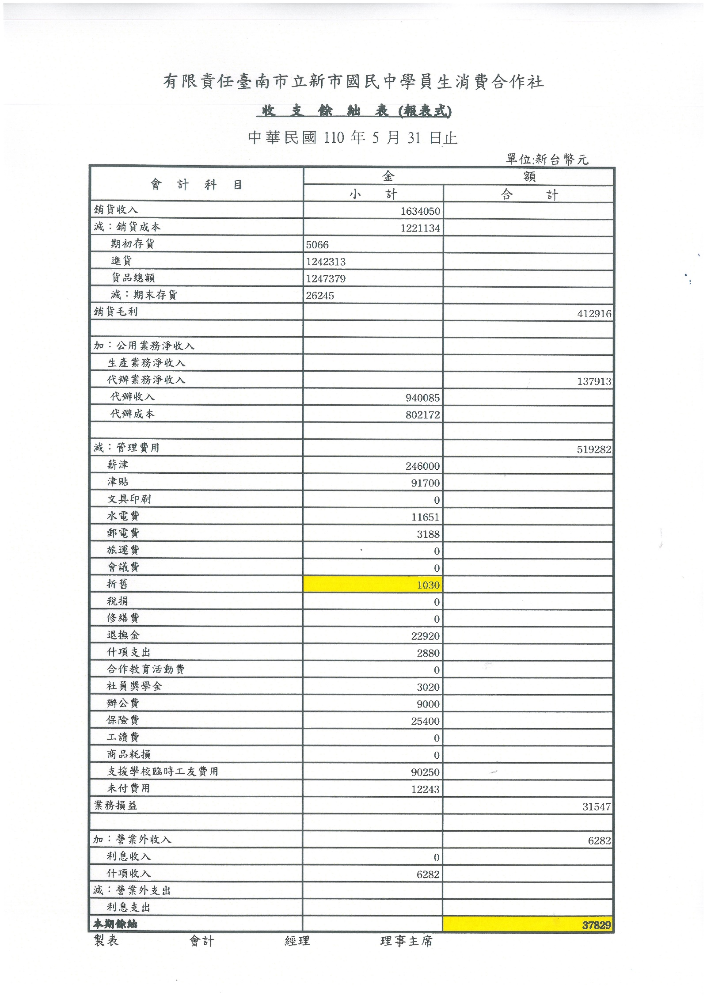 有限責任臺南市立新市國民中學員生消費合作社
收 支 餘 絀 表 (報表式)
中華民國 110 年 5 月 31 日止
單位:新台幣元
會 計 科 目 金 額
小 計 合 計
銷貨收入 1634050
減：銷貨成本 1221134
期初存貨 5066
進貨 1242313
貨品總額 1247379
減：期末存貨 26245
銷貨毛利 412916
加：公用業務淨收入
生產業務淨收入
代辦業務淨收入 137913
代辦收入 940085
代辦成本 802172
減：管理費用 519282
薪津 246000
津貼 91700
文具印刷 0
水電費 11651
郵電費 3188
旅運費 0
會議費 0
折舊 1030
稅捐 0
修繕費 0
退撫金 22920
什項支出 2880
合作教育活動費 0
社員獎學金 3020
辦公費 9000
保險費 25400
工讀費 0
商品耗損 0
支援學校臨時工友費用 90250
未付費用 12243
業務損益 31547
加：營業外收入 6282
利息收入 0
什項收入 6282
減：營業外支出
利息支出
本期餘絀 37829
製表 會計 經理 理事主席